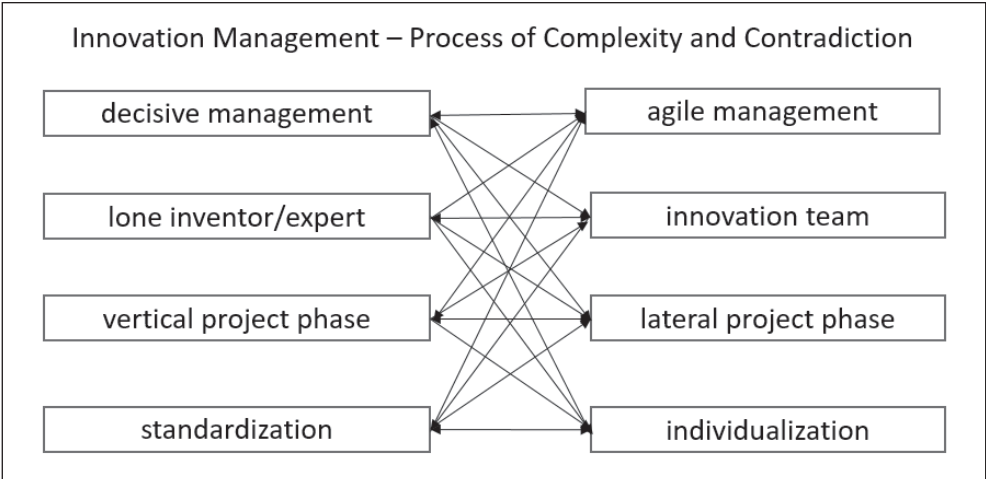 Innovation Management – Process of Complexity and Contradiction
decisive management
agile management
lone inventor/expert
innovation team
vertical project phase
lateral project phase
standardization
individualization